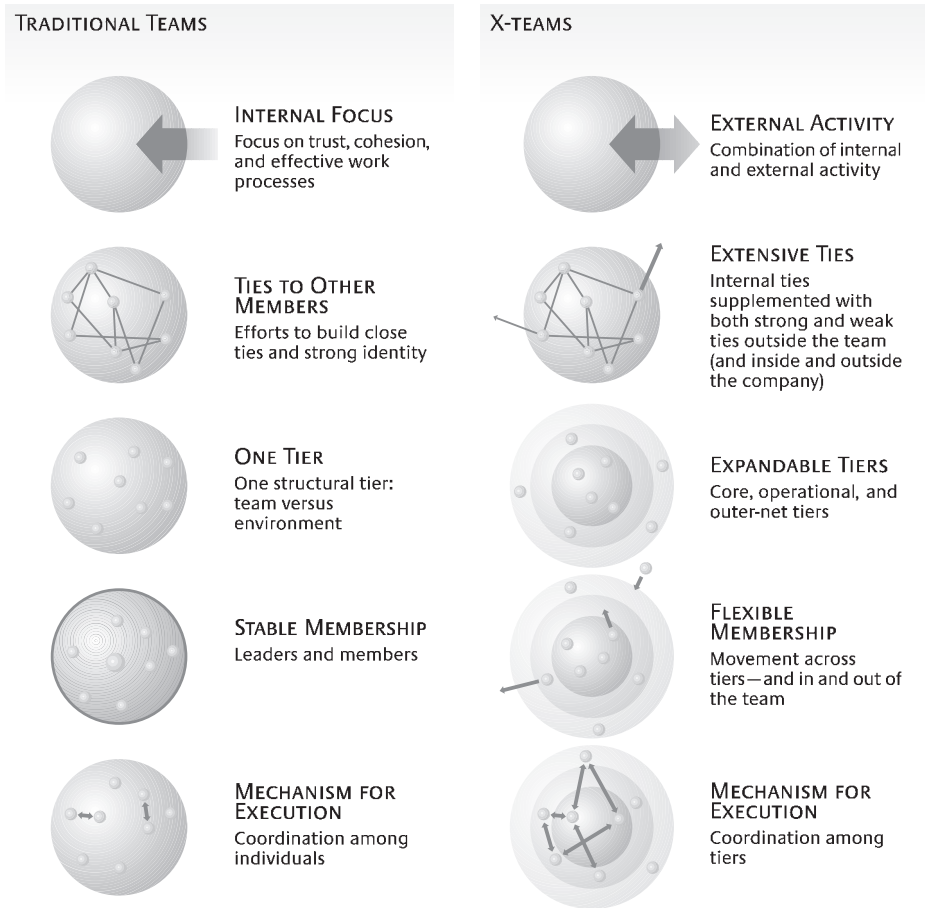 TRADITIONAL TEAMS
INTERNAL FOCUS
Focus on trust, cohesion,
and effective work
processes
TIES TO OTHER
MEMBERS
Efforts to build close
ties and strong identity
ONE TIER
One structural tier:
team versus
environment
STABLE MEMBERSHIP
Leaders and members
MECHANISM FOR
EXECUTION
Coordination among
individuals
X-TEAMS
EXTERNAL ACTIVITY
Combination of internal
and external activity
EXTENSIVE TIES
Internal ties
supplemented with
both strong and weak
ties outside the team
(and inside and outside
the company)
EXPANDABLE TIERS
Core, operational, and
outer-net tiers
FLEXIBLE
MEMBERSHIP
Movement across
tiers—and in and out of
the team
MECHANISM FOR
EXECUTION
Coordination among
tiers